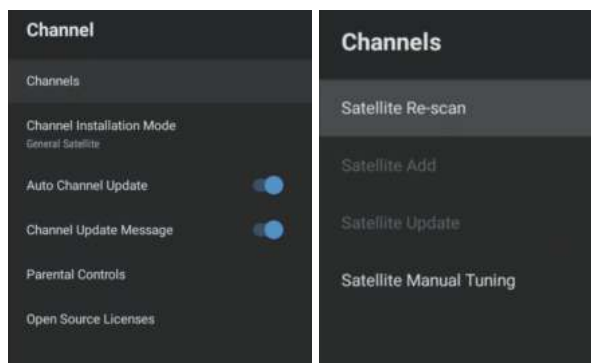 Channel
Channels
Channel Installation Mode
General Satellite
Auto Channel Update
Channel Update Message
Parental Controls
Open Source Licenses
Channels
Satellite Re-scan
Satellite Add
Satellite Update
Satellite Manual Tuning